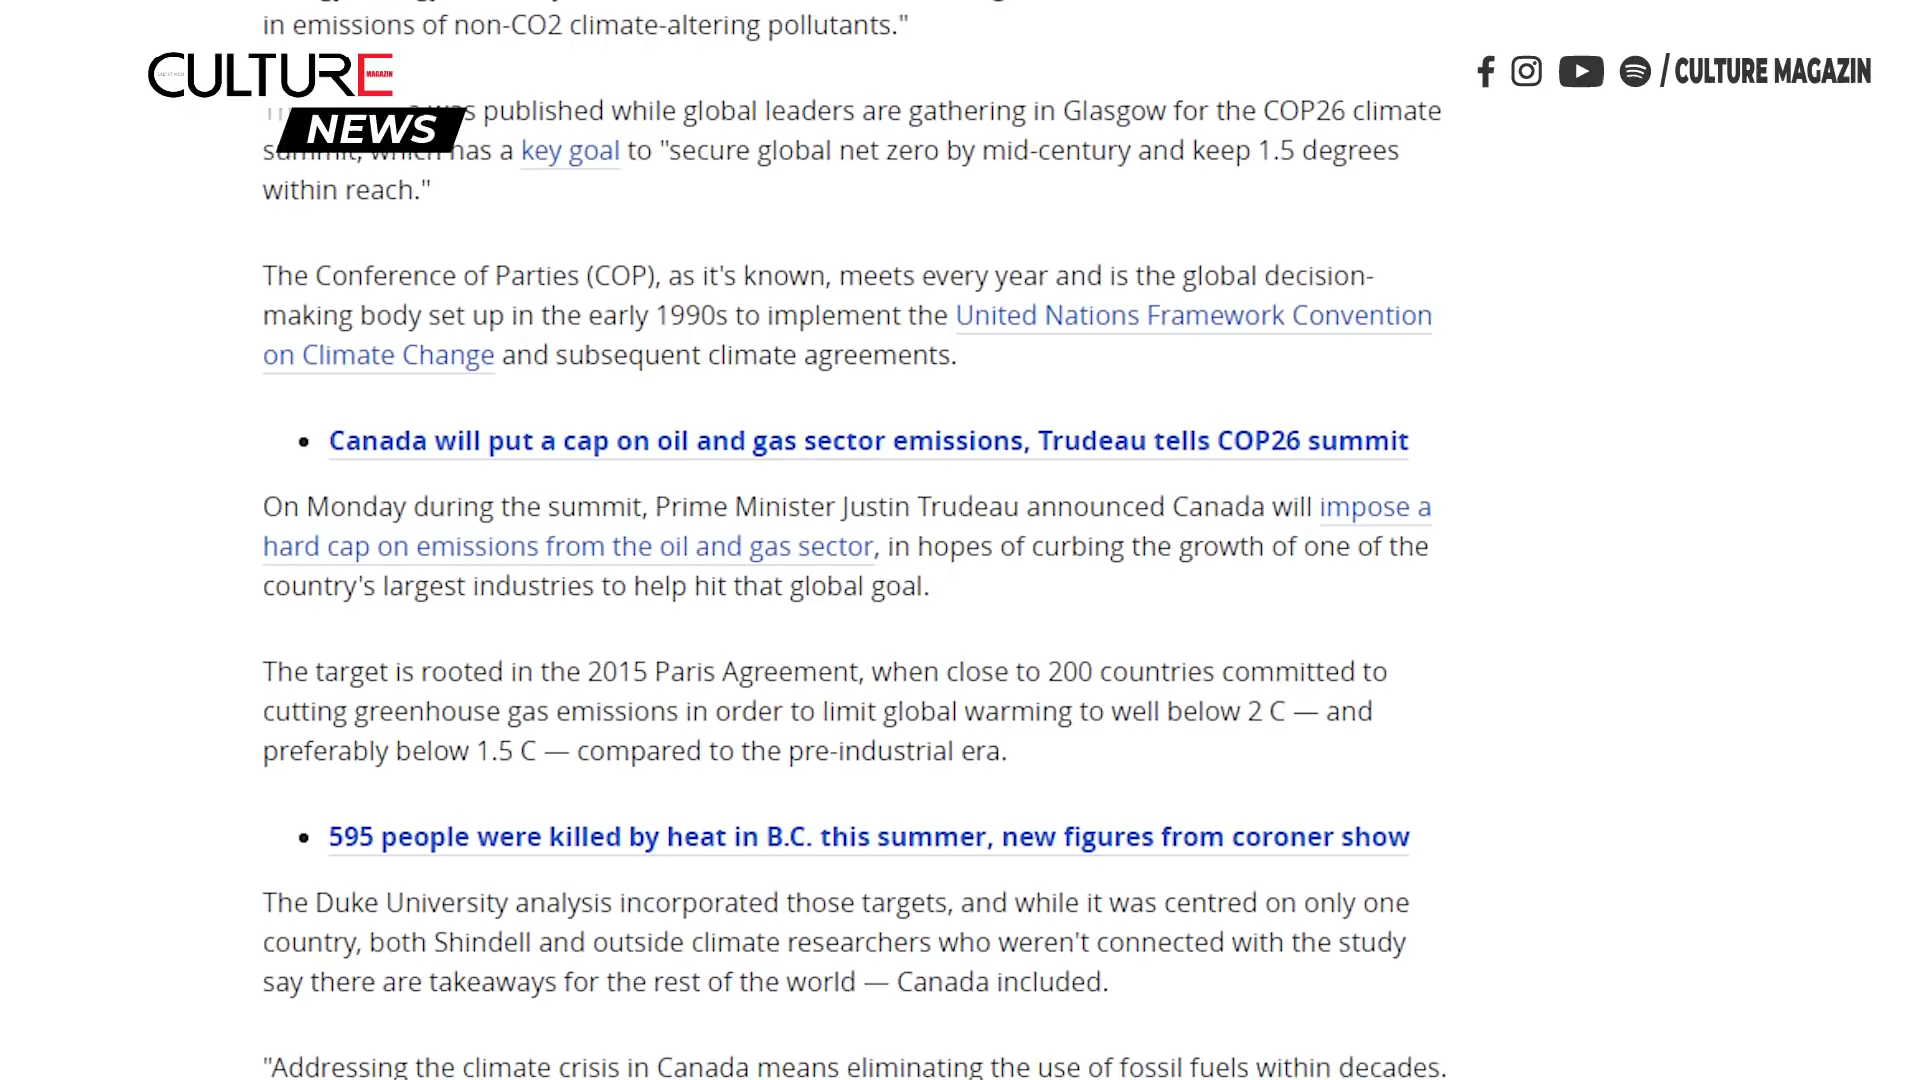 in emissions of non-CO2 climate-altering pollutants."
CULTURE
MAGAZIN
NEWS
/ CULTURE MAGAZIN
was published while global leaders are gathering in Glasgow for the COP26 climate
summit, which has a key goal to "secure global net zero by mid-century and keep 1.5 degrees
within reach."
The Conference of Parties (COP), as it's known, meets every year and is the global decision-
making body set up in the early 1990s to implement the United Nations Framework Convention
on Climate Change and subsequent climate agreements.
• Canada will put a cap on oil and gas sector emissions, Trudeau tells COP26 summit
On Monday during the summit, Prime Minister Justin Trudeau announced Canada will impose a
hard cap on emissions from the oil and gas sector, in hopes of curbing the growth of one of the
country's largest industries to help hit that global goal.
The target is rooted in the 2015 Paris Agreement, when close to 200 countries committed to
cutting greenhouse gas emissions in order to limit global warming to well below 2 C — and
preferably below 1.5 C — compared to the pre-industrial era.
• 595 people were killed by heat in B.C. this summer, new figures from coroner show
The Duke University analysis incorporated those targets, and while it was centred on only one
country, both Shindell and outside climate researchers who weren't connected with the study
say there are takeaways for the rest of the world — Canada included.
"Addressing the climate crisis in Canada means eliminating the use of fossil fuels within decades.